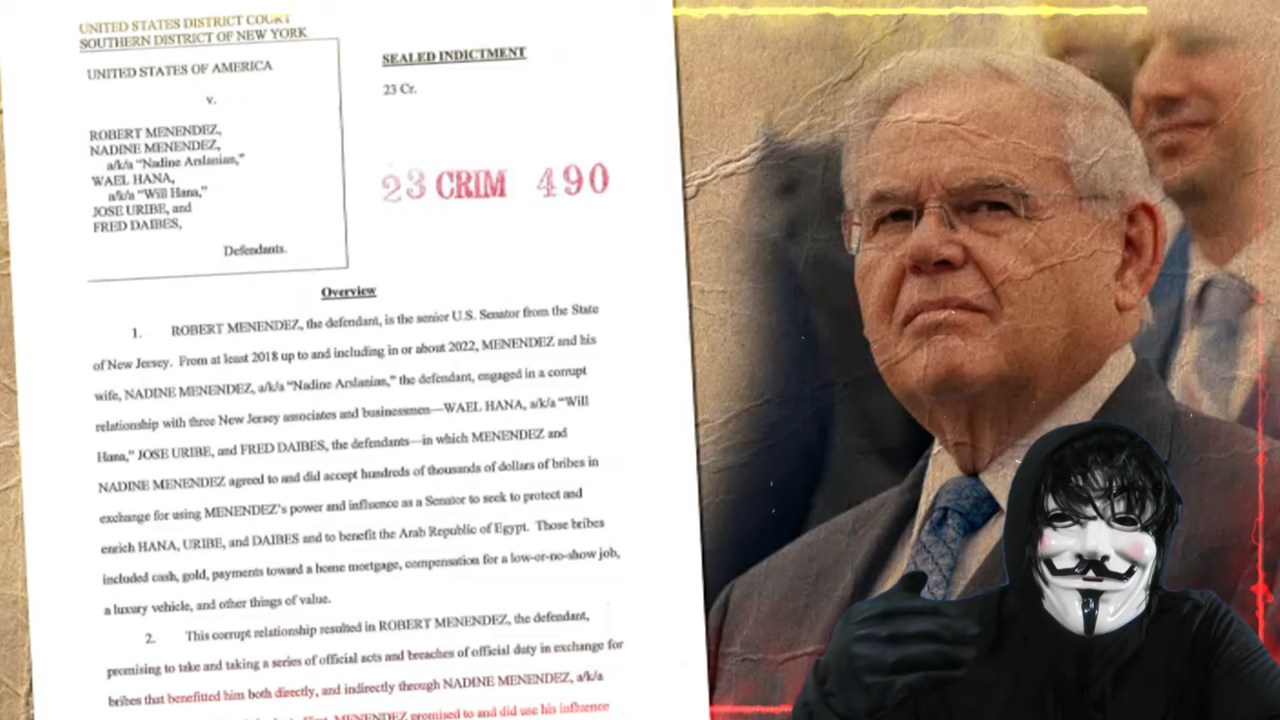 UNITED STATES DISTRICT COURT
SOUTHERN DISTRICT OF NEW YORK
UNITED STATES OF AMERICA
v.
ROBERT MENENDEZ,
NADINE MENENDEZ,
a/k/a “Nadine Arslanian,”
WAEL HANA,
a/k/a “Will Hana,”
JOSE URIBE, and
FRED DAIBES,
Defendants.
SEALED INDICTMENT
23 Cr.
23 CRIM 490
Overview
1. ROBERT MENENDEZ, the defendant, is the senior U.S. Senator from the State
of New Jersey. From at least 2018 up to and including in or about 2022, MENENDEZ and his
wife, NADINE MENENDEZ, a/k/a “Nadine Arslanian,” the defendant, engaged in a corrupt
relationship with three New Jersey associates and businessmen—WAEL HANA, a/k/a “Will
Hana,” JOSE URIBE, and FRED DAIBES, the defendants—in which MENENDEZ and
NADINE MENENDEZ agreed to and did accept hundreds of thousands of dollars of bribes in
exchange for using MENENDEZ’s power and influence as a Senator to seek to protect and
enrich HANA, URIBE, and DAIBES and to benefit the Arab Republic of Egypt. Those bribes
included cash, gold, payments toward a home mortgage, compensation for a low-or-no-show job,
a luxury vehicle, and other things of value.
2. This corrupt relationship resulted in ROBERT MENENDEZ, the defendant,
promising to take and taking a series of official acts and breaches of official duty in exchange for
bribes that benefitted him both directly, and indirectly through NADINE MENENDEZ, a/k/a
MENENDEZ promised to and did use his influence